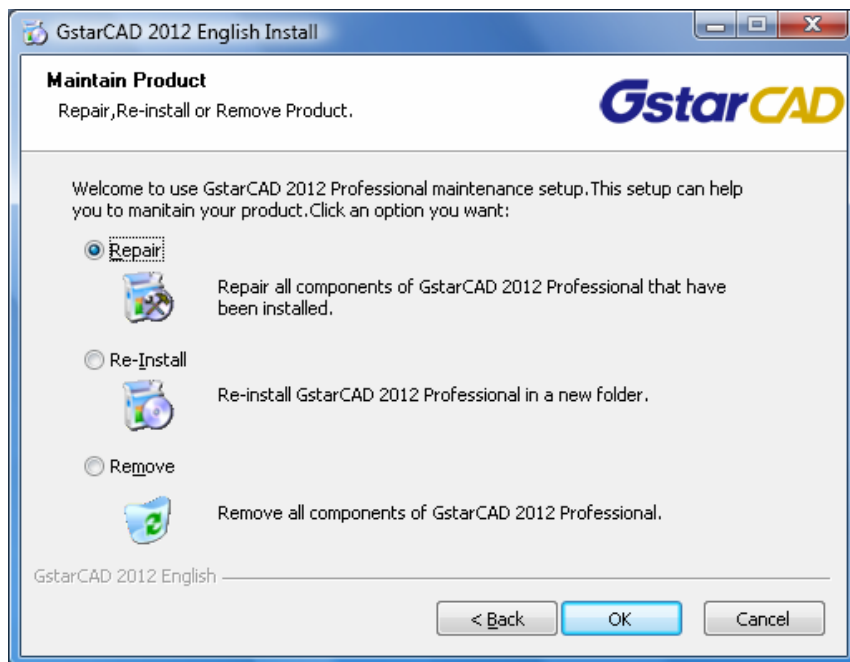 GstarCAD 2012 English Install
Maintain Product
Repair,Re-install or Remove Product.
GstarCAD
Welcome to use GstarCAD 2012 Professional maintenance setup.This setup can help
you to manitain your product.Click an option you want:
Repair
Repair all components of GstarCAD 2012 Professional that have
been installed.
Re-Install
Re-install GstarCAD 2012 Professional in a new folder.
Remove
Remove all components of GstarCAD 2012 Professional.
GstarCAD 2012 English
< Back
OK
Cancel